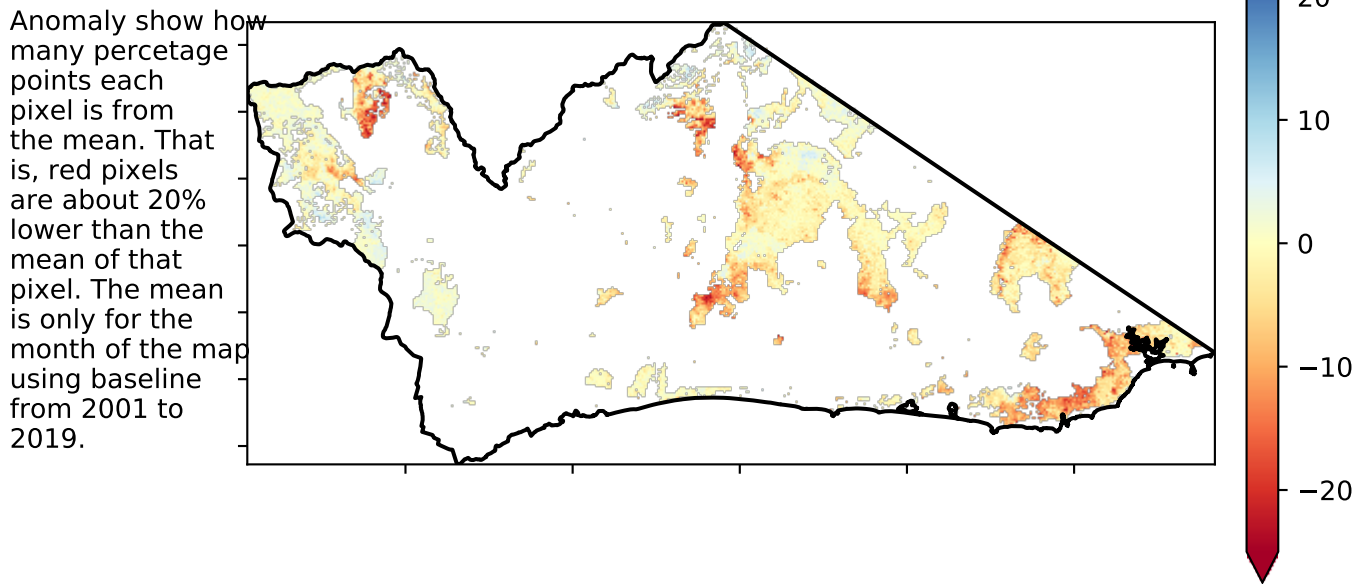 Anomaly show how
many percetage
points each
pixel is from
the mean. That
is, red pixels
are about 20%
lower than the
mean of that
pixel. The mean
is only for the
month of the map
using baseline
from 2001 to
2019.
20
10
0
−10
−20